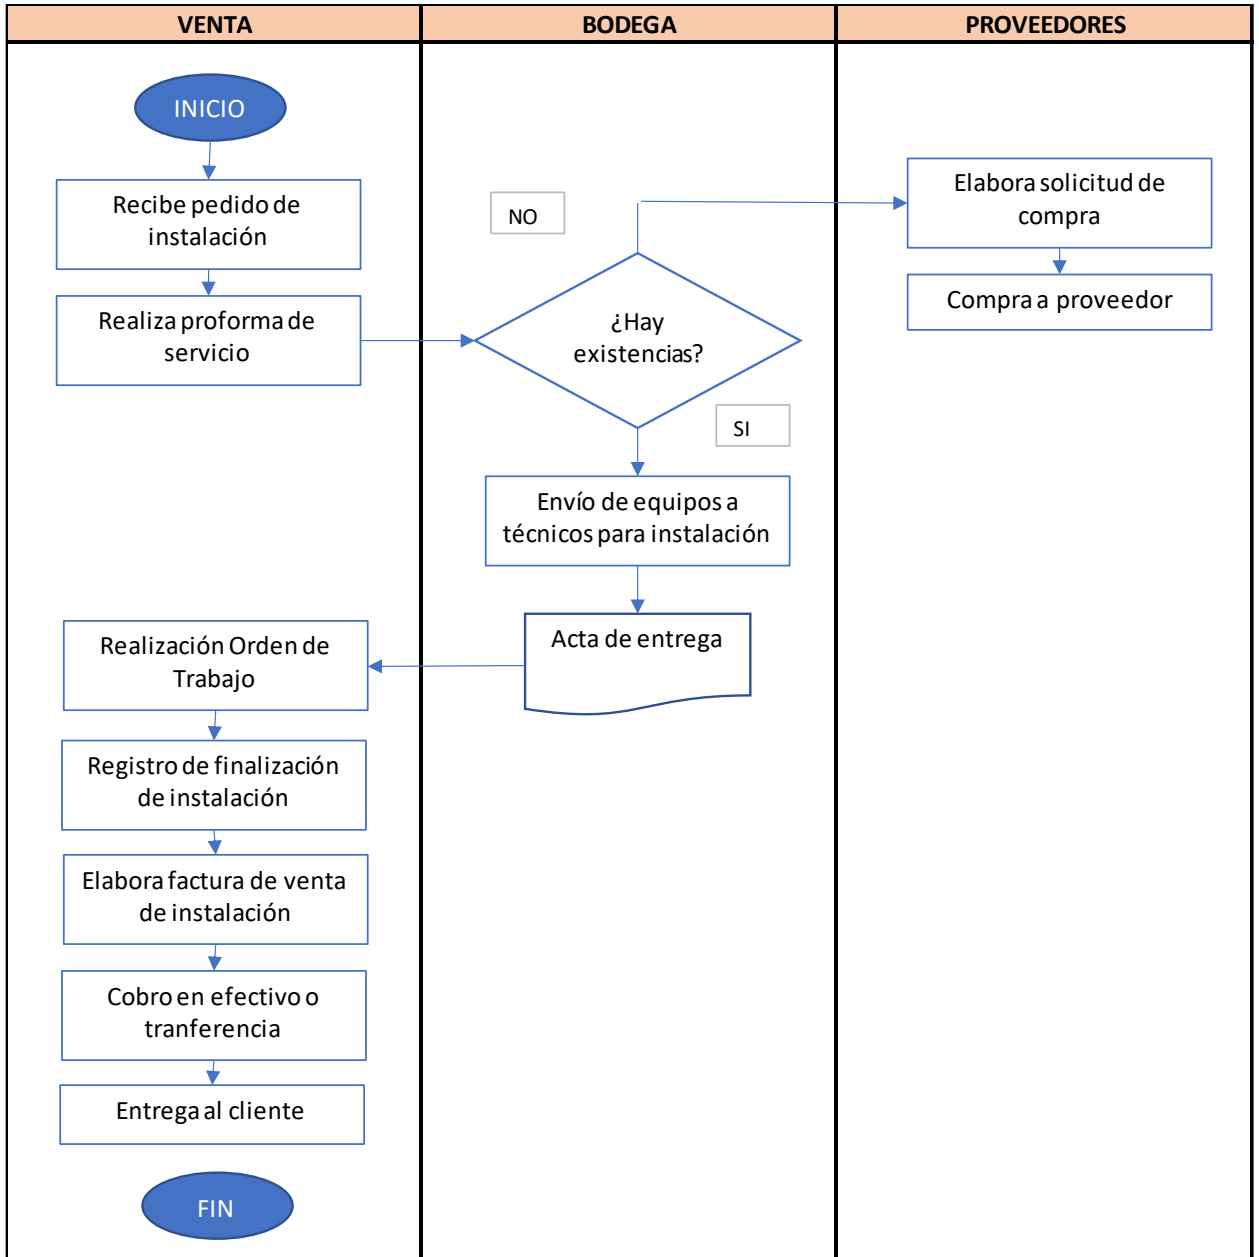 VENTA
BODEGA
PROVEEDORES
INICIO
Recibe pedido de
instalación
Realiza proforma de
servicio
NO
¿Hay
existencias?
SI
Elabora solicitud de
compra
Compra a proveedor
Envío de equipos a
técnicos para instalación
Acta de entrega
Realización Orden de
Trabajo
Registro de finalización
de instalación
Elabora factura de venta
de instalación
Cobro en efectivo o
tranferencia
Entrega al cliente
FIN